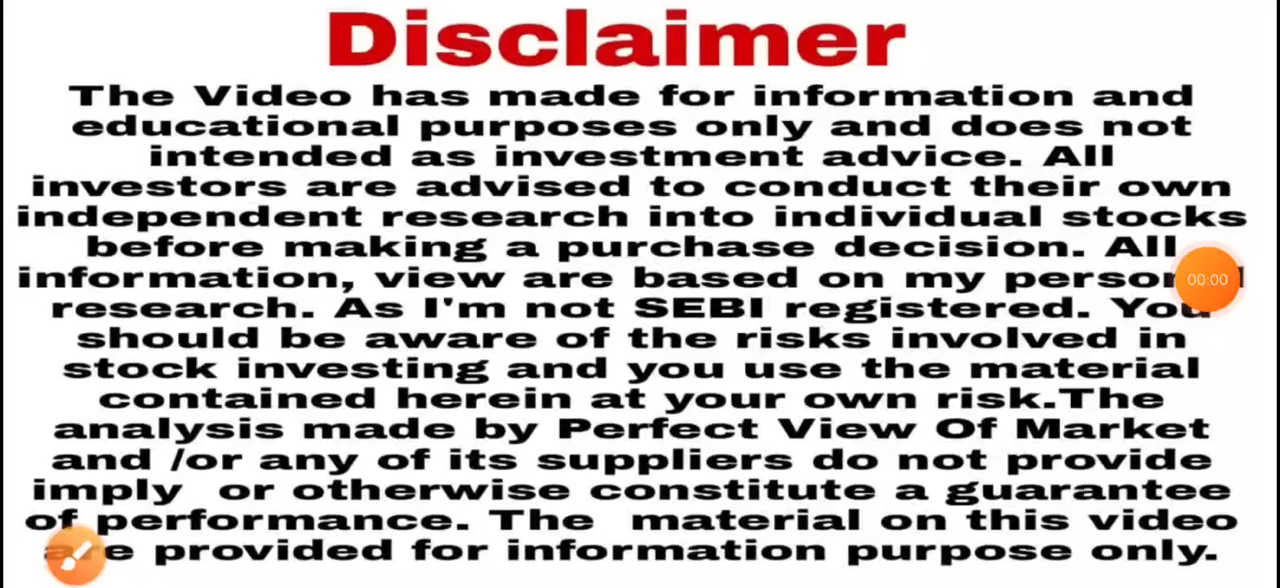 Disclaimer
The Video has made for information and
educational purposes only and does not
intended as investment advice. All
investors are advised to conduct their own
independent research into individual stocks
before making a purchase decision. All
information, view are based on my personal
research. As I'm not SEBI registered. You
should be aware of the risks involved in
stock investing and you use the material
contained herein at your own risk.The
analysis made by Perfect View Of Market
and /or any of its suppliers do not provide
imply or otherwise constitute a guarantee
of performance. The material on this video
are provided for information purpose only.
00:00